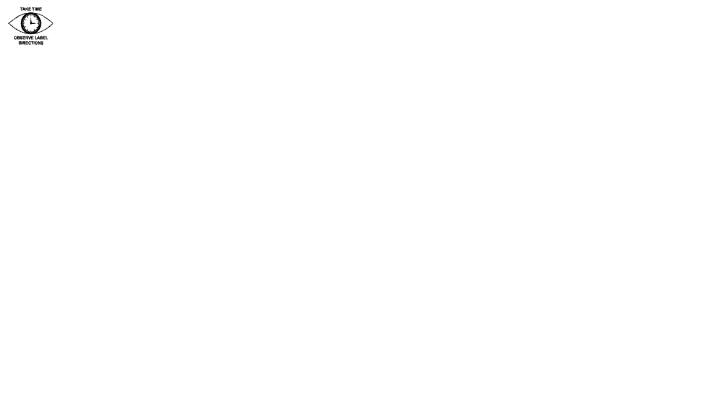 TAKE TIME
OBSERVE LABEL
DIRECTIONS